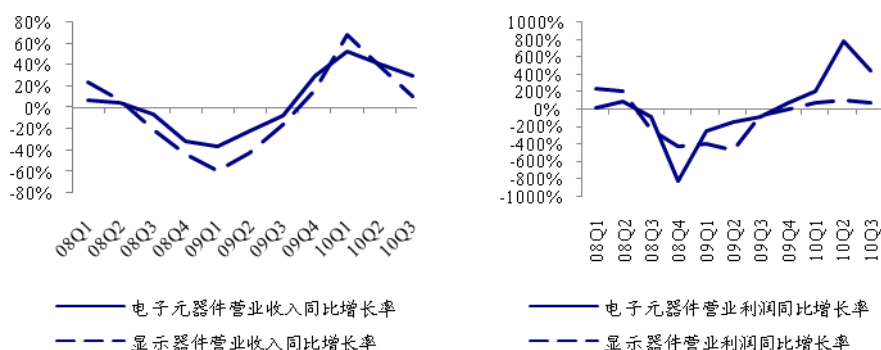 80%
60%
40%
20%
0%
-20%
-40%
-60%
-80%
08Q1
08Q2
08Q3
08Q4
09Q1
09Q2
09Q3
09Q4
10Q1
10Q2
10Q3
电子元器件营业收入同比增长率
显示器件营业收入同比增长率
1000%
800%
600%
400%
200%
0%
-200%
-400%
-600%
-800%
-1000%
08Q1
08Q2
08Q3
08Q4
09Q1
09Q2
09Q3
09Q4
10Q1
10Q2
10Q3
电子元器件营业利润同比增长率
显示器件营业利润同比增长率